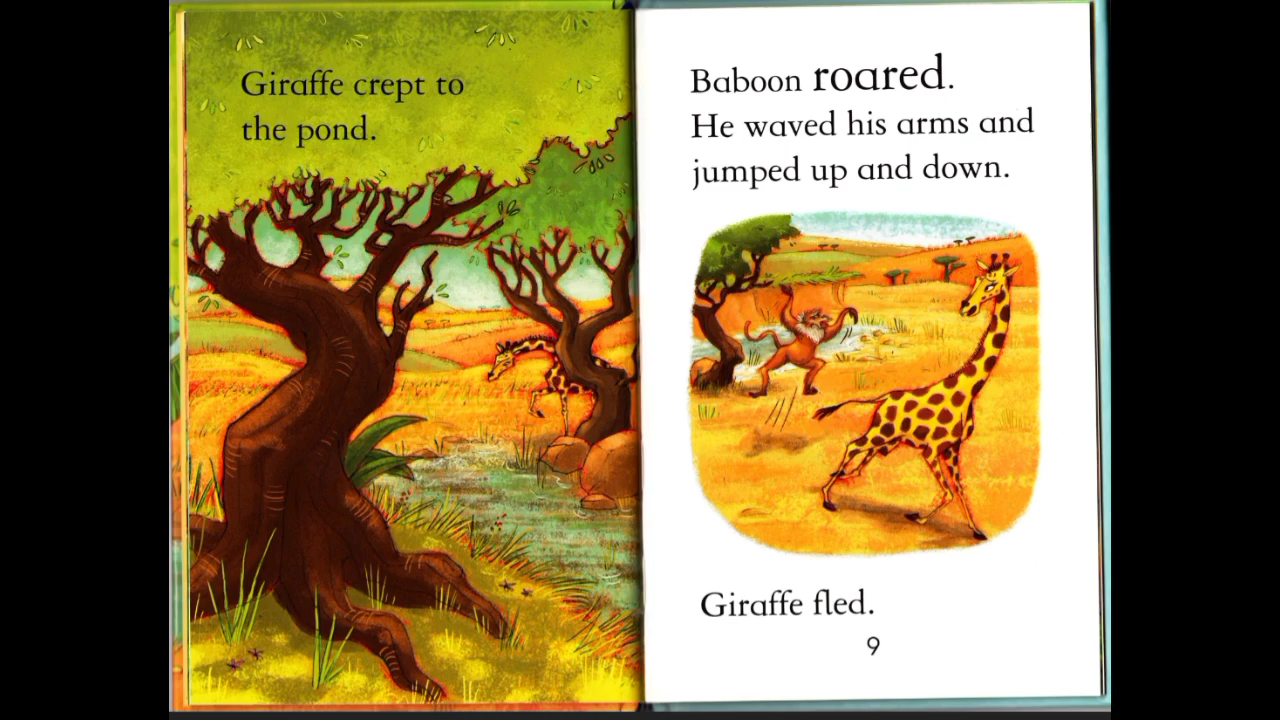 Giraffe crept to
the pond.
Baboon roared.
He waved his arms and
jumped up and down.
Giraffe fled.
9